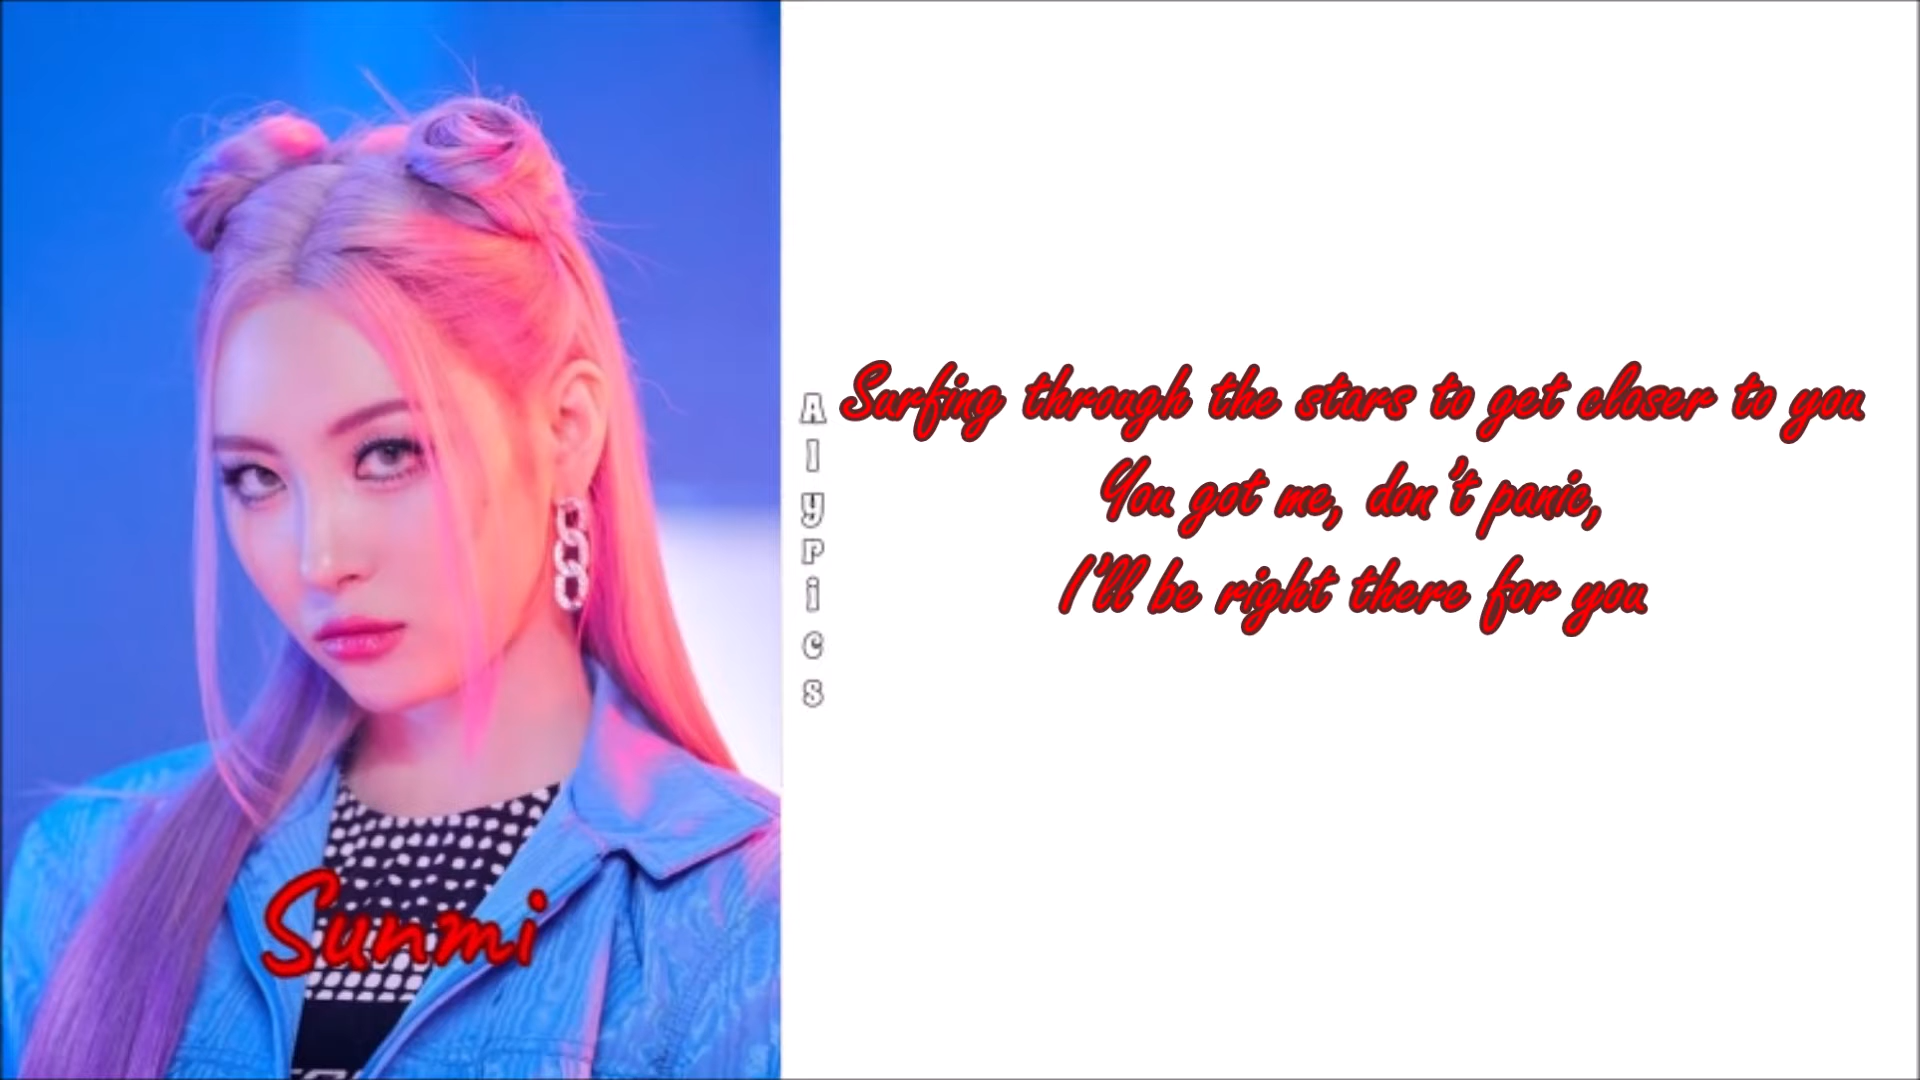 Surfing through the stars to get closer to you
You got me, don't panic,
I'll be right there for you
Alypics
Sunmi